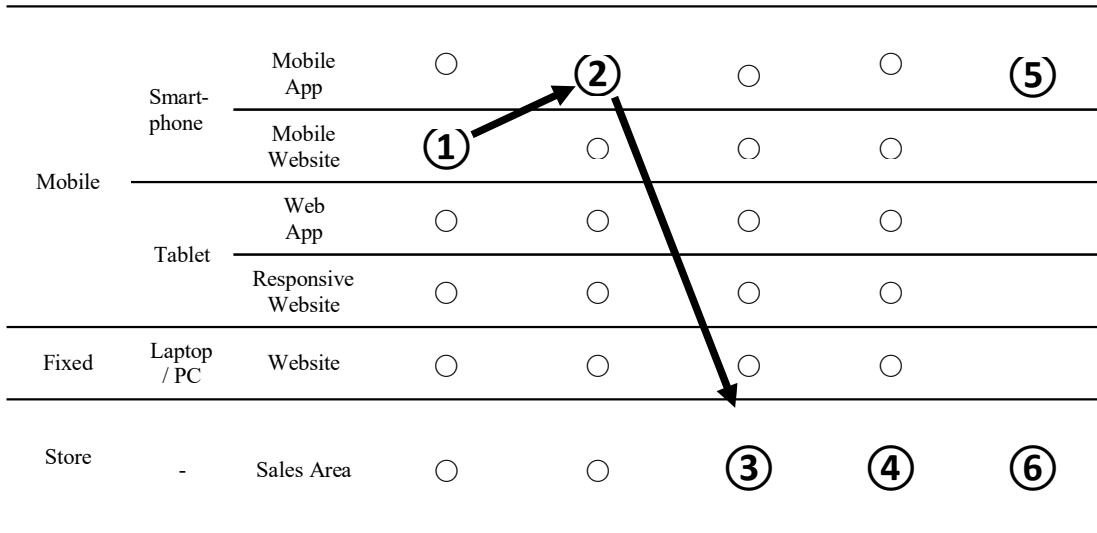 Mobile
App
②
⑤
Smart-
phone
①
Mobile
Website
Mobile
Web
App
Tablet
Responsive
Website
Fixed
Laptop
/ PC
Website
Store
-
Sales Area
③
④
⑥